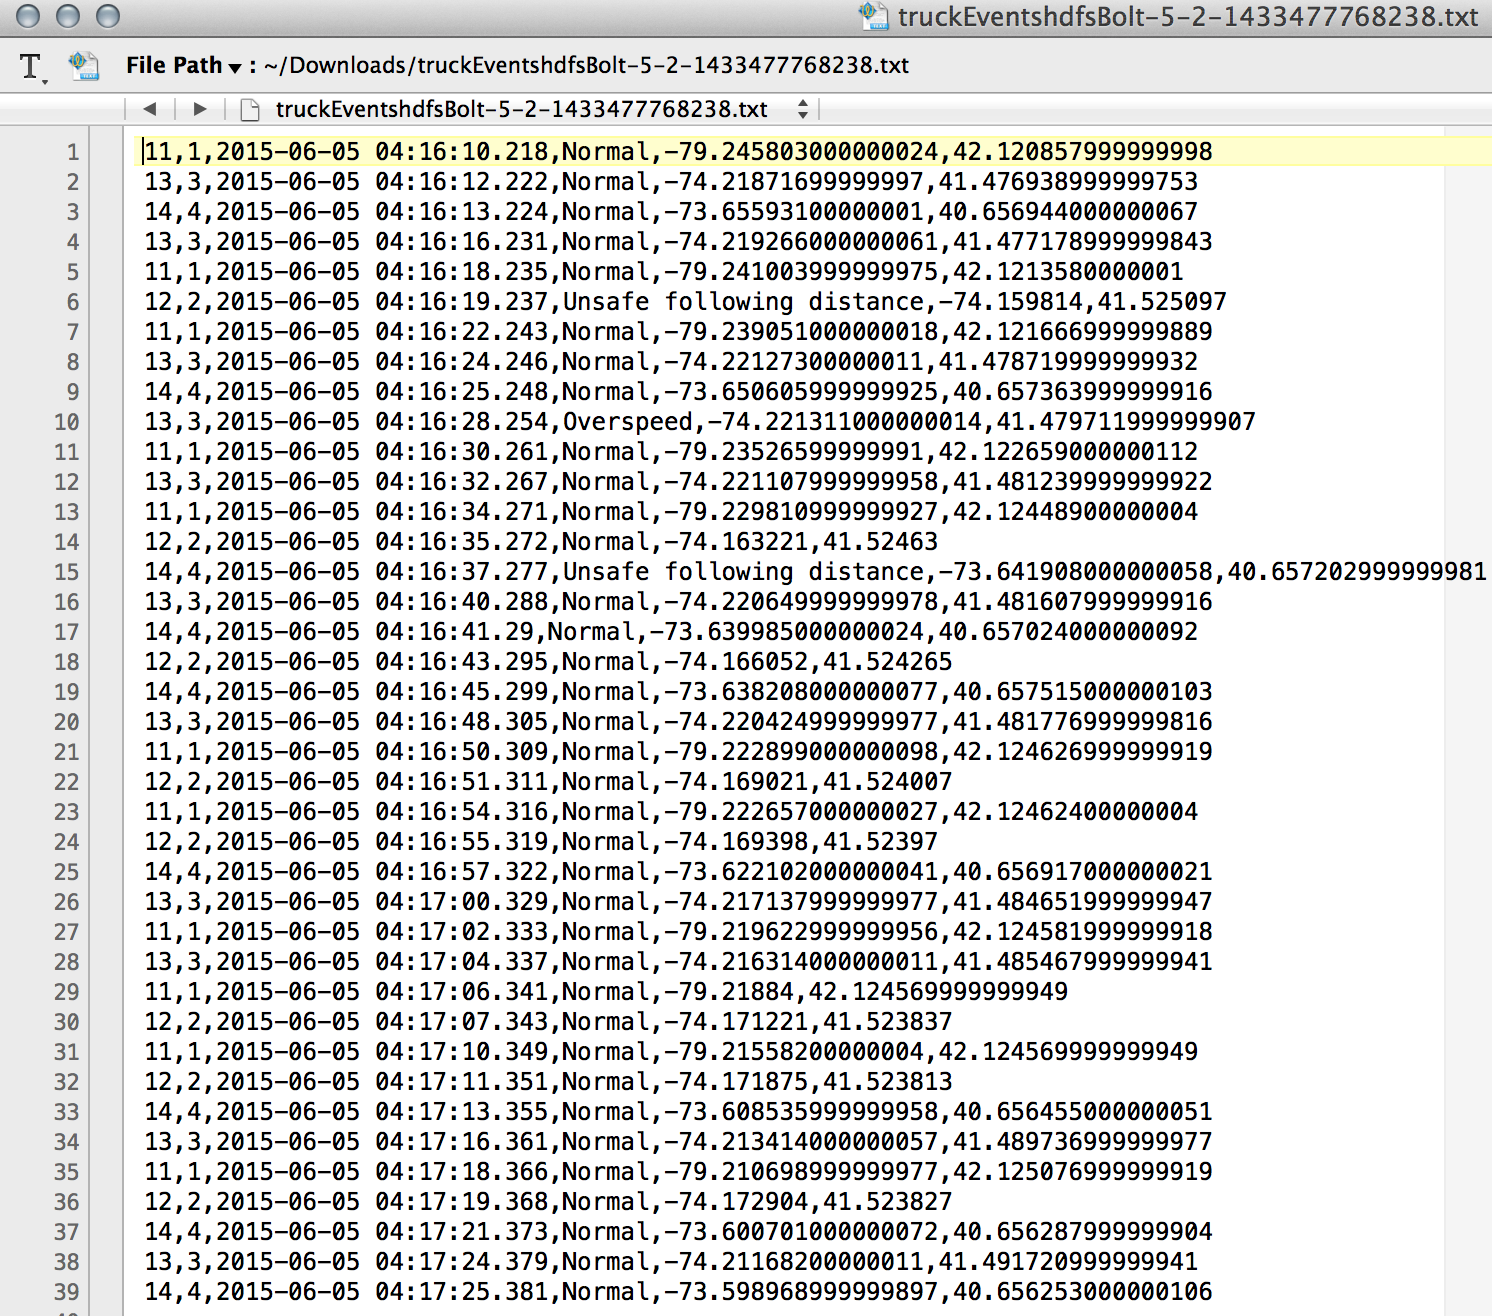 truckEventshdfsBolt-5-2-1433477768238.txt
T File Path : ~/Downloads/truckEventshdfsBolt-5-2-1433477768238.txt
truckEventshdfsBolt-5-2-1433477768238.txt
1 11,1,2015-06-05 04:16:10.218,Normal,-79.245803000000024,42.120857999999998
2 13,3,2015-06-05 04:16:12.222,Normal,-74.21871699999997,41.476938999999753
3 14,4,2015-06-05 04:16:13.224,Normal,-73.65593100000001,40.656944000000067
4 13,3,2015-06-05 04:16:16.231,Normal,-74.219266000000061,41.477178999999843
5 11,1,2015-06-05 04:16:18.235,Normal,-79.241003999999975,42.1213580000001
6 12,2,2015-06-05 04:16:19.237,Unsafe following distance,-74.159814,41.525097
7 11,1,2015-06-05 04:16:22.243,Normal,-79.239051000000018,42.121666999999889
8 13,3,2015-06-05 04:16:24.246,Normal,-74.22127300000011,41.478719999999932
9 14,4,2015-06-05 04:16:25.248,Normal,-73.650605999999925,40.657363999999916
10 13,3,2015-06-05 04:16:28.254,Overspeed,-74.221311000000014,41.479711999999907
11 11,1,2015-06-05 04:16:30.261,Normal,-79.23526599999991,42.122659000000112
12 13,3,2015-06-05 04:16:32.267,Normal,-74.221107999999958,41.481239999999922
13 11,1,2015-06-05 04:16:34.271,Normal,-79.229810999999927,42.12448900000004
14 12,2,2015-06-05 04:16:35.272,Normal,-74.163221,41.52463
15 14,4,2015-06-05 04:16:37.277,Unsafe following distance,-73.641908000000058,40.657202999999981
16 13,3,2015-06-05 04:16:40.288,Normal,-74.220649999999978,41.481607999999916
17 14,4,2015-06-05 04:16:41.29,Normal,-73.639985000000024,40.657024000000092
18 12,2,2015-06-05 04:16:43.295,Normal,-74.166052,41.524265
19 14,4,2015-06-05 04:16:45.299,Normal,-73.638208000000077,40.657515000000103
20 13,3,2015-06-05 04:16:48.305,Normal,-74.220424999999977,41.481776999999816
21 11,1,2015-06-05 04:16:50.309,Normal,-79.222899000000098,42.124626999999919
22 12,2,2015-06-05 04:16:51.311,Normal,-74.169021,41.524007
23 11,1,2015-06-05 04:16:54.316,Normal,-79.222657000000027,42.12462400000004
24 12,2,2015-06-05 04:16:55.319,Normal,-74.169398,41.52397
25 14,4,2015-06-05 04:16:57.322,Normal,-73.622102000000041,40.656917000000021
26 13,3,2015-06-05 04:17:00.329,Normal,-74.217137999999977,41.484651999999947
27 11,1,2015-06-05 04:17:02.333,Normal,-79.219622999999956,42.124581999999918
28 13,3,2015-06-05 04:17:04.337,Normal,-74.216314000000011,41.485467999999941
29 11,1,2015-06-05 04:17:06.341,Normal,-79.21884,42.124569999999949
30 12,2,2015-06-05 04:17:07.343,Normal,-74.171221,41.523837
31 11,1,2015-06-05 04:17:10.349,Normal,-79.21558200000004,42.124569999999949
32 12,2,2015-06-05 04:17:11.351,Normal,-74.171875,41.523813
33 14,4,2015-06-05 04:17:13.355,Normal,-73.608535999999958,40.656455000000051
34 13,3,2015-06-05 04:17:16.361,Normal,-74.213414000000057,41.489736999999977
35 11,1,2015-06-05 04:17:18.366,Normal,-79.210698999999977,42.125076999999919
36 12,2,2015-06-05 04:17:19.368,Normal,-74.172904,41.523827
37 14,4,2015-06-05 04:17:21.373,Normal,-73.600701000000072,40.656287999999904
38 13,3,2015-06-05 04:17:24.379,Normal,-74.21168200000011,41.491720999999941
39 14,4,2015-06-05 04:17:25.381,Normal,-73.598968999999897,40.656253000000106